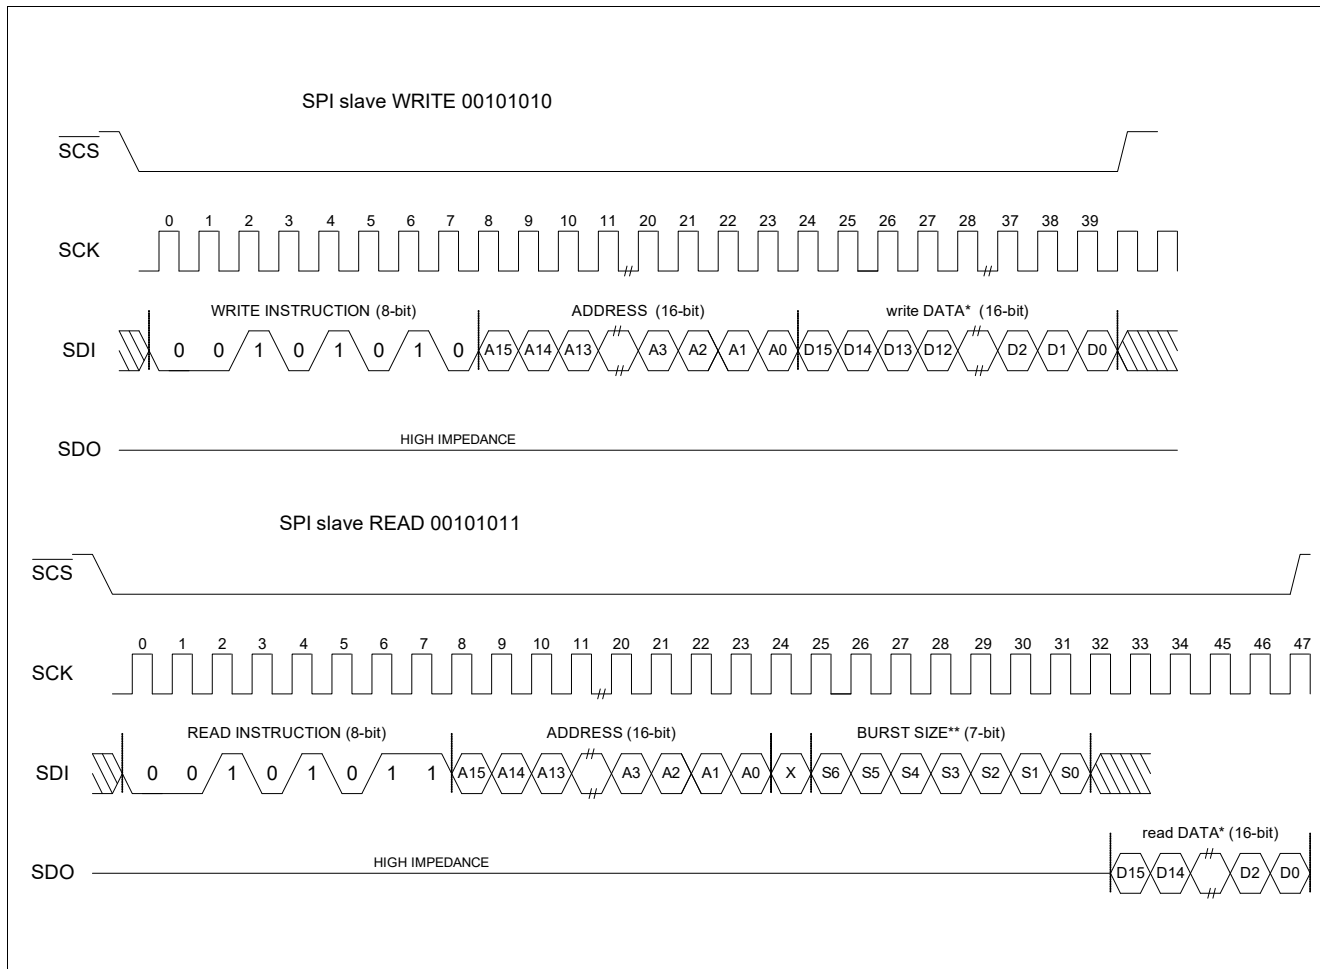 SPI slave WRITE 00101010
SCS
0 1 2 3 4 5 6 7 8 9 10 11 20 21 22 23 24 25 26 27 28 37 38 39
SCK
//
//
WRITE INSTRUCTION (8-bit) ADDRESS (16-bit) write DATA* (16-bit)
SDI 0 0 1 0 1 0 1 0 A15 A14 A13 // // A3 A2 A1 A0 D15 D14 D13 D12 // // D2 D1 D0
HIGH IMPEDANCE
SDO
SPI slave READ 00101011
SCS
0 1 2 3 4 5 6 7 8 9 10 11 20 21 22 23 24 25 26 27 28 29 30 31 32 33 34 45 46 47
SCK
//
READ INSTRUCTION (8-bit) ADDRESS (16-bit) BURST SIZE** (7-bit)
SDI 0 0 1 0 1 0 1 1 A15 A14 A13 // // A3 A2 A1 A0 X S6 S5 S4 S3 S2 S1 S0
read DATA* (16-bit)
HIGH IMPEDANCE
SDO D15 D14 // // D2 D0